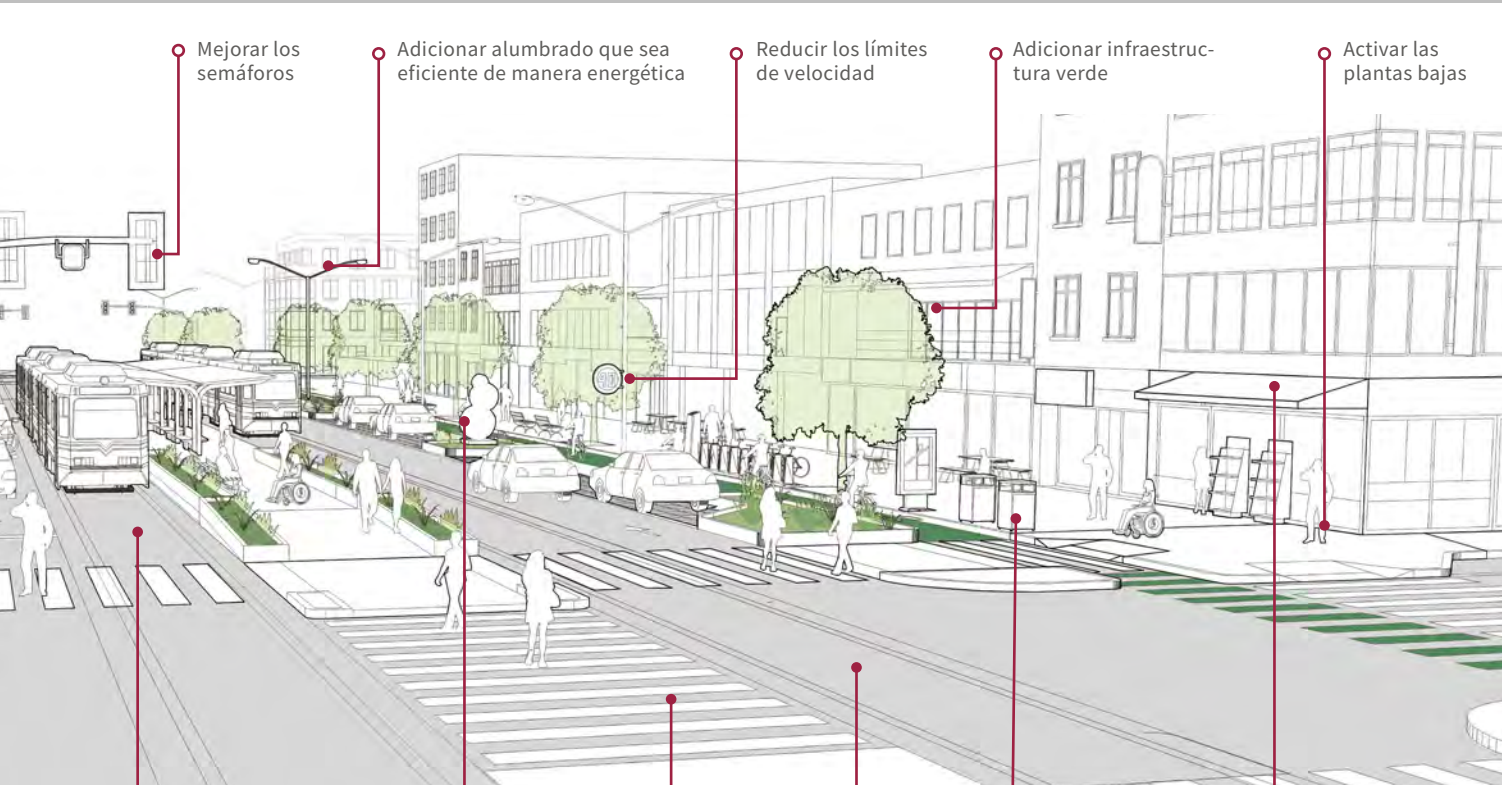 Mejorar los
semáforos
Adicionar alumbrado que sea
eficiente de manera energética
Reducir los límites
de velocidad
Adicionar infraestruc-
tura verde
Activar las
plantas bajas